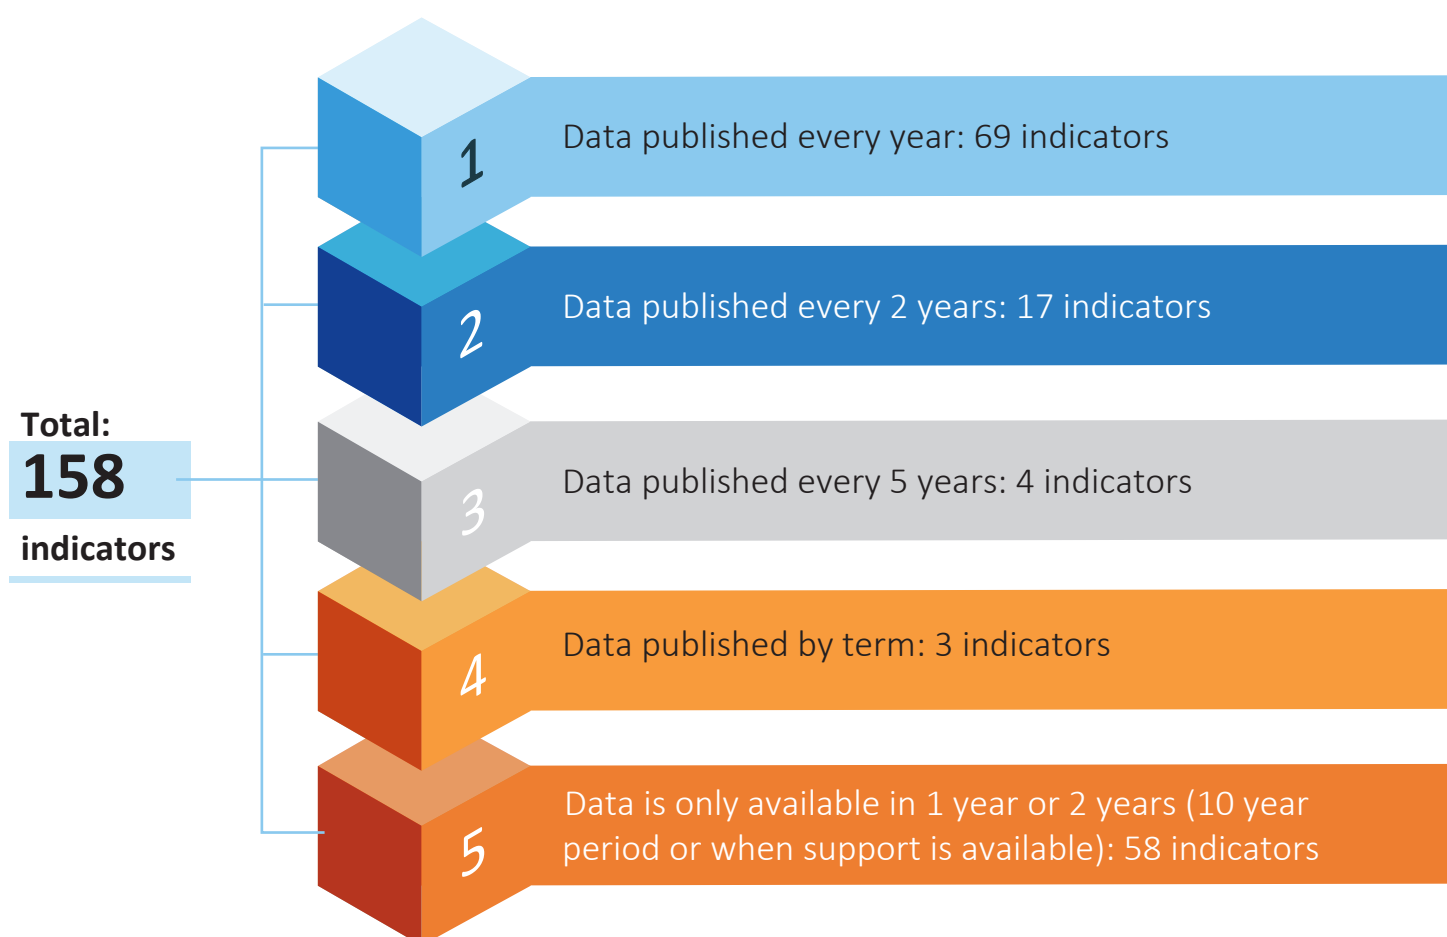 Total:
158
indicators
1
Data published every year: 69 indicators
2
Data published every 2 years: 17 indicators
3
Data published every 5 years: 4 indicators
4
Data published by term: 3 indicators
5
Data is only available in 1 year or 2 years (10 year
period or when support is available): 58 indicators